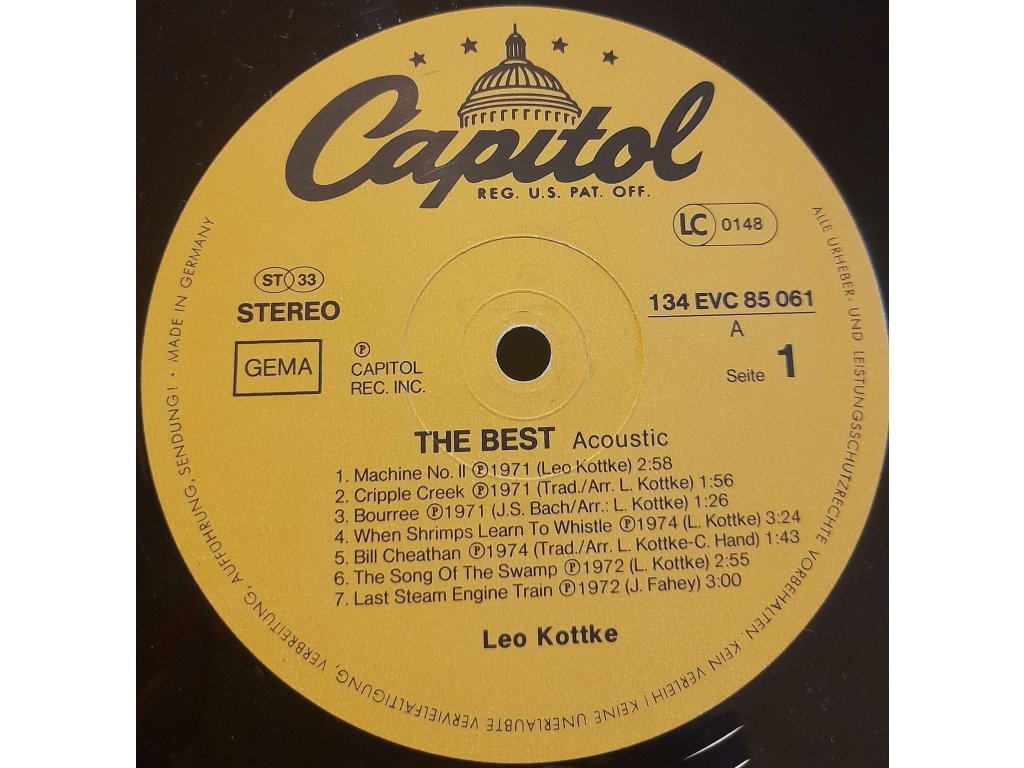 Capitol
REG. U.S. PAT. OFF.
LC 0148
ST 33
STEREO
GEMA
℗
CAPITOL
REC. INC.
134 EVC 85 061
A
Seite 1
THE BEST Acoustic
1. Machine No. II ℗1971 (Leo Kottke) 2:58
2. Cripple Creek ℗1971 (Trad./Arr. L. Kottke) 1:56
3. Bourree ℗1971 (J.S. Bach/Arr.: L. Kottke) 1:26
4. When Shrimps Learn To Whistle ℗1974 (L. Kottke) 3:24
5. Bill Cheathan ℗1974 (Trad./Arr. L. Kottke-C. Hand) 1:43
6. The Song Of The Swamp ℗1972 (L. Kottke) 2:55
7. Last Steam Engine Train ℗1972 (J. Fahey) 3:00
Leo Kottke
ALLE URHEBER- UND LEISTUNGSSCHUTZRECHTE VORBEHALTEN. KEIN VERLEIH! KEINE UNERLAUBTE VERVIELFÄLTIGUNG, VERBREITUNG, AUFFÜHRUNG, SENDUNG! · MADE IN GERMANY